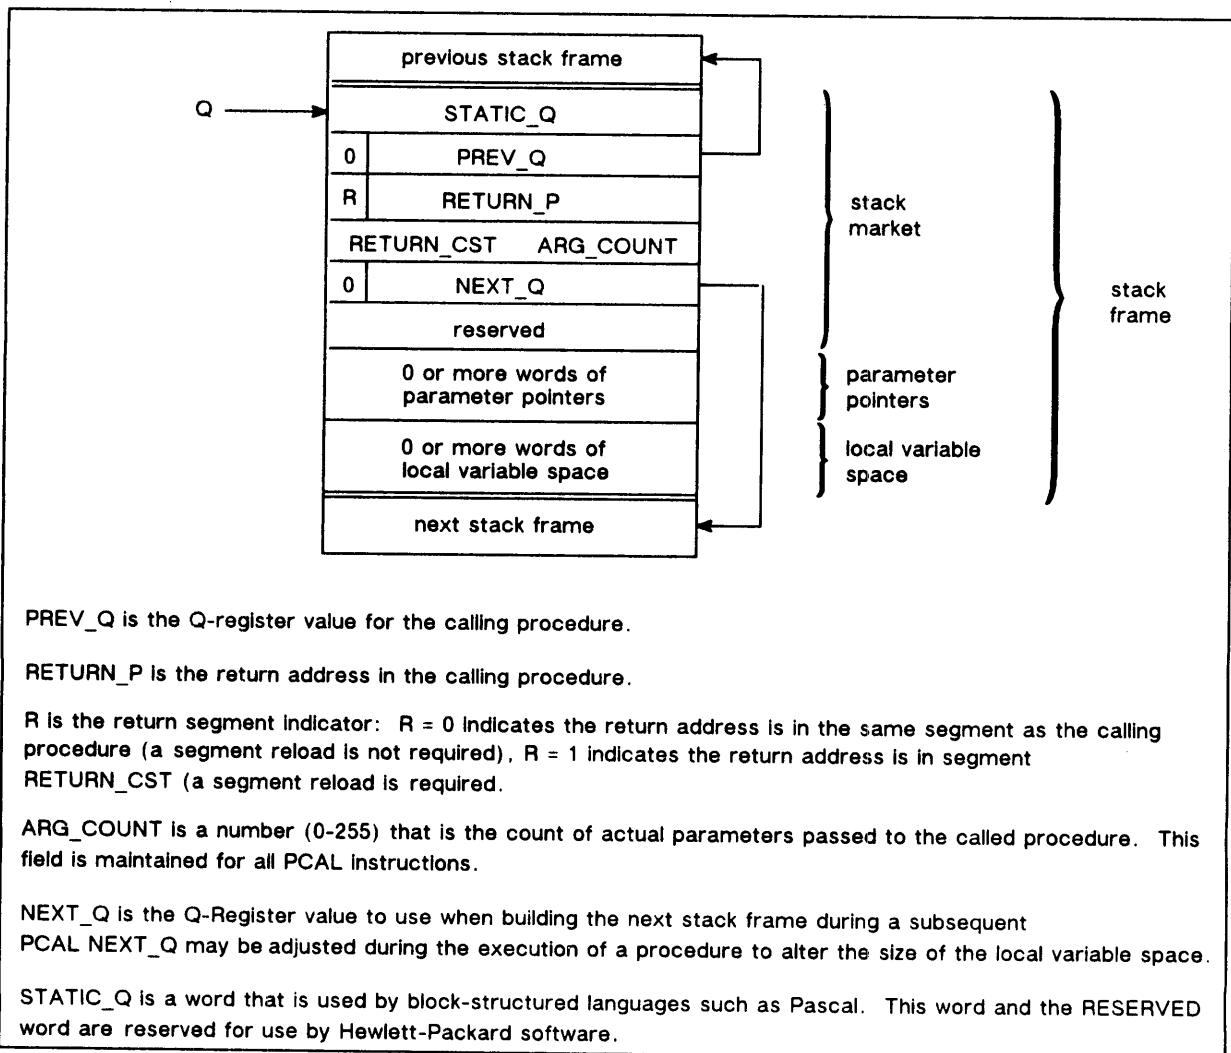 previous stack frame
Q
STATIC_Q
0 PREV_Q
R RETURN_P
RETURN_CST ARG_COUNT
0 NEXT_Q
reserved
0 or more words of
parameter pointers
0 or more words of
local variable space
next stack frame
stack
market
parameter
pointers
local variable
space
stack
frame
PREV_Q is the Q-register value for the calling procedure.
RETURN_P is the return address in the calling procedure.
R is the return segment indicator: R = 0 indicates the return address is in the same segment as the calling
procedure (a segment reload is not required), R = 1 indicates the return address is in segment
RETURN_CST (a segment reload is required.
ARG_COUNT is a number (0-255) that is the count of actual parameters passed to the called procedure. This
field is maintained for all PCAL instructions.
NEXT_Q is the Q-Register value to use when building the next stack frame during a subsequent
PCAL NEXT_Q may be adjusted during the execution of a procedure to alter the size of the local variable space.
STATIC_Q is a word that is used by block-structured languages such as Pascal. This word and the RESERVED
word are reserved for use by Hewlett-Packard software.